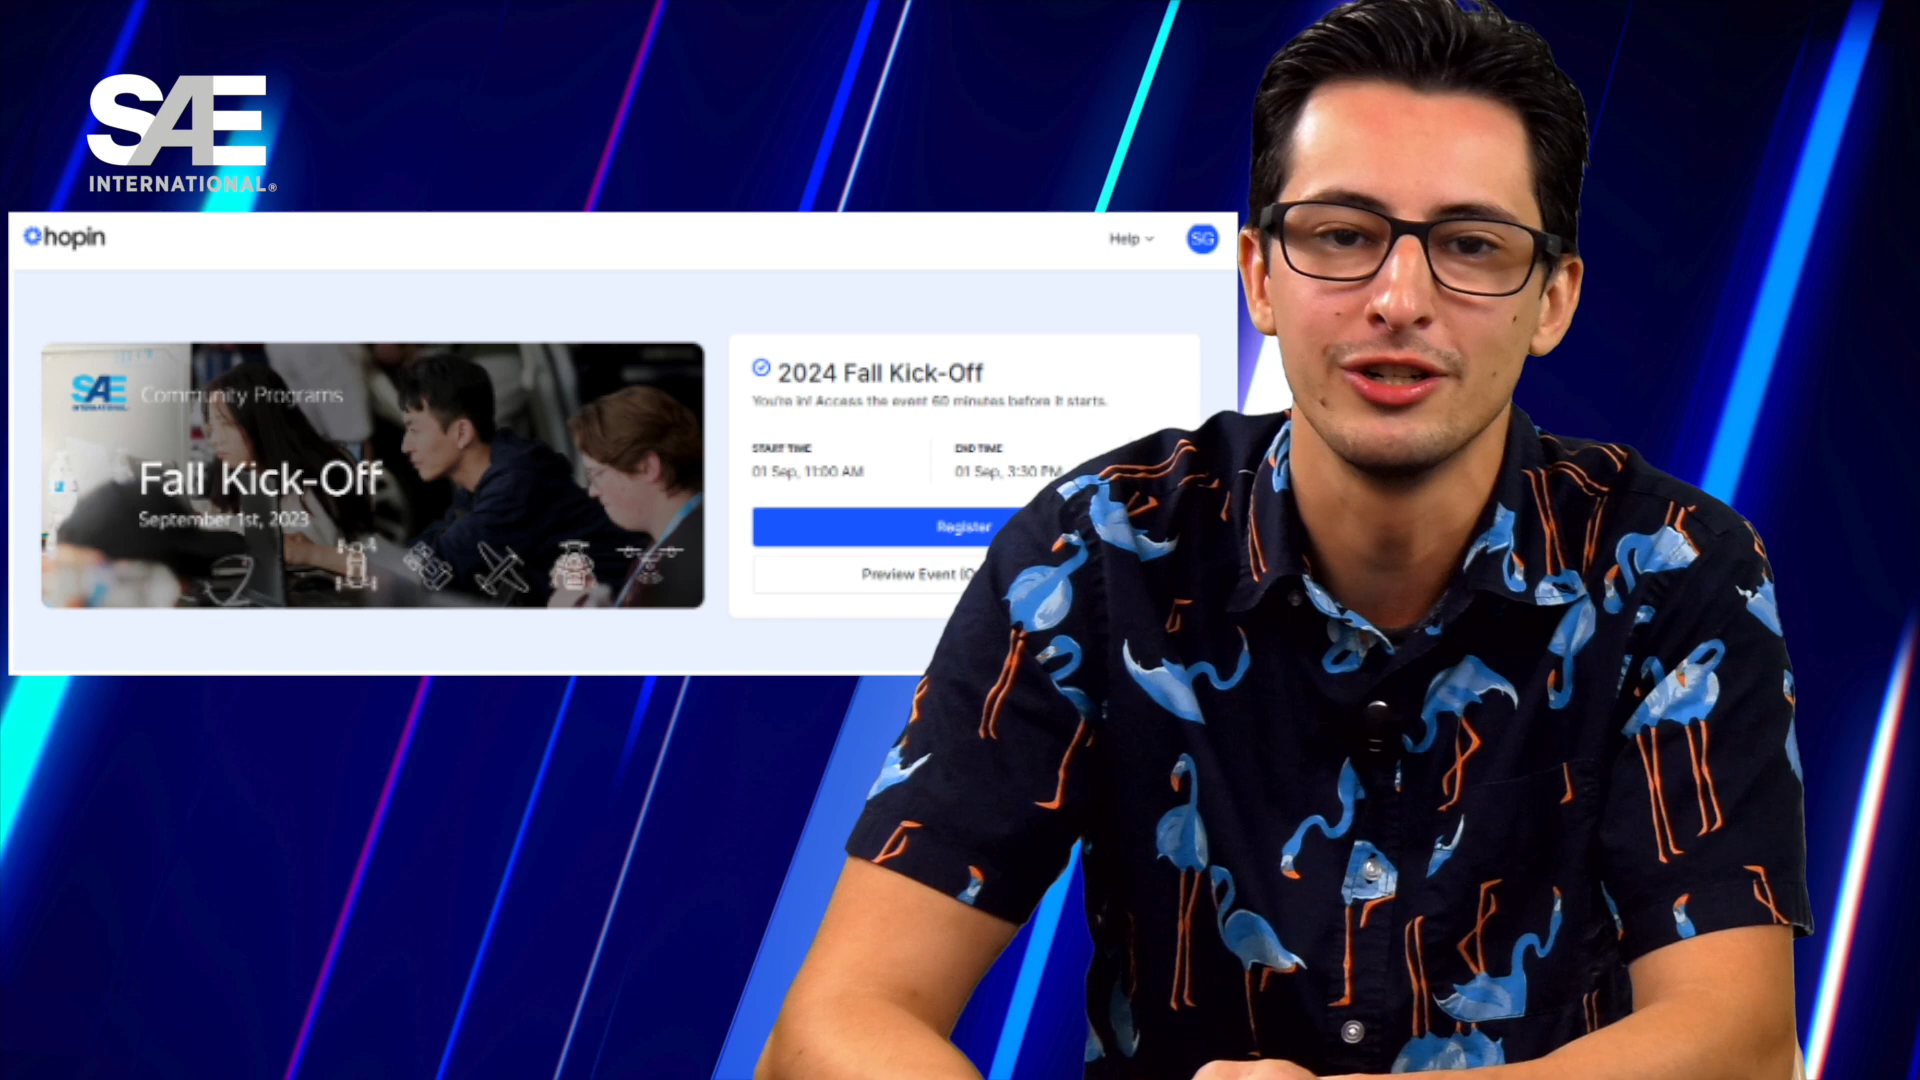 SAE
INTERNATIONAL®
hopin
Help
SG
SAE
INTERNATIONAL
Community Programs
Fall Kick-Off
September 1st, 2023
2024 Fall Kick-Off
You're in! Access the event 60 minutes before it starts.
START TIME
END TIME
01 Sep, 11:00 AM
01 Sep, 3:30 PM
Register
Preview Event (O